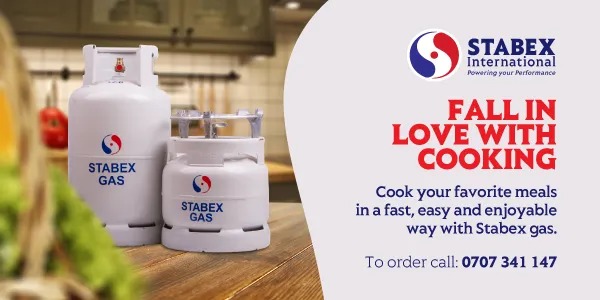 STABEX
GAS
STABEX
GAS
STABEX
International
Powering your Performance
FALL IN
LOVE WITH
COOKING
Cook your favorite meals
in a fast, easy and enjoyable
way with Stabex gas.
To order call: 0707 341 147